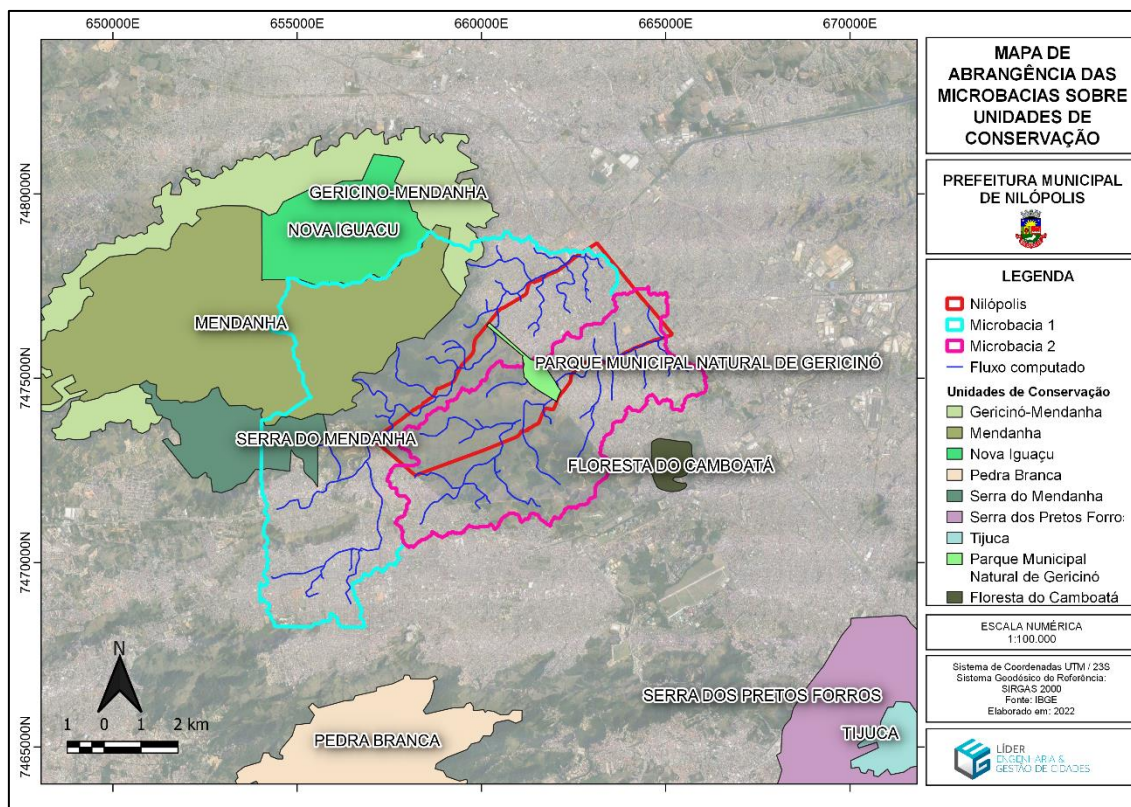 650000E 655000E 660000E 665000E 670000E
MAPA DE
ABRANGÊNCIA DAS
MICROBACIAS SOBRE
UNIDADES DE
CONSERVAÇÃO
PREFEITURA MUNICIPAL
DE NILÓPOLIS
LEGENDA
Nilópolis
Microbacia 1
Microbacia 2
Fluxo computado
Unidades de Conservação
Gericinó-Mendanha
Mendanha
Nova Iguaçu
Pedra Branca
Serra do Mendanha
Serra dos Pretos Forros
Tijuca
Parque Municipal
Natural de Gericinó
Floresta do Camboatá
ESCALA NUMÉRICA
1:100.000
Sistema de Coordenadas UTM / 23S
Sistema Geodésico de Referência:
SIRGAS 2000
Fonte: IBGE
Elaborado em: 2022
LÍDER
ENGENHARIA &
GESTÃO DE CIDADES
7480000N
7475000N
7470000N
7465000N
GERICINO-MENDANHA
NOVA IGUACU
MENDANHA
PARQUE MUNICIPAL NATURAL DE GERICINÓ
SERRA DO MENDANHA
FLORESTA DO CAMBOATÁ
SERRA DOS PRETOS FORROS
PEDRA BRANCA
TIJUCA
N
1 0 1 2 km